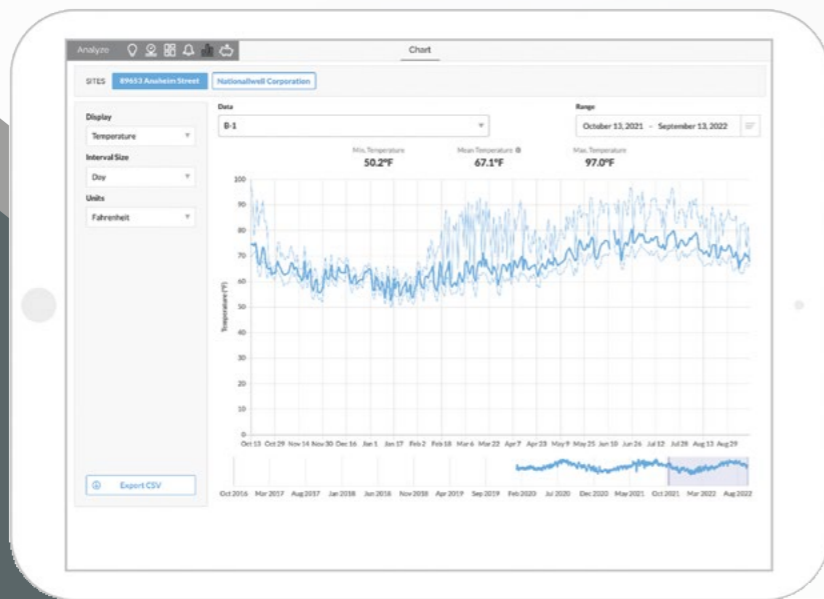 Analyze
Chart
SITES 89653 Anaheim Street Nationallwell Corporation
Display
Temperature
Interval Size
Day
Units
Fahrenheit
Export CSV
Data
B-1
Range
October 13, 2021 – September 13, 2022
Min. Temperature
50.2°F
Mean Temperature
67.1°F
Max. Temperature
97.0°F
Temperature (°F)
100
90
80
70
60
50
40
30
20
10
0
Oct 13 Oct 29 Nov 14 Nov 30 Dec 16 Jan 1 Jan 17 Feb 2 Feb 18 Mar 6 Mar 22 Apr 7 Apr 23 May 9 May 25 Jun 10 Jun 26 Jul 12 Jul 28 Aug 13 Aug 29
Oct 2016 Mar 2017 Aug 2017 Jan 2018 Jun 2018 Nov 2018 Apr 2019 Sep 2019 Feb 2020 Jul 2020 Dec 2020 May 2021 Oct 2021 Mar 2022 Aug 2022